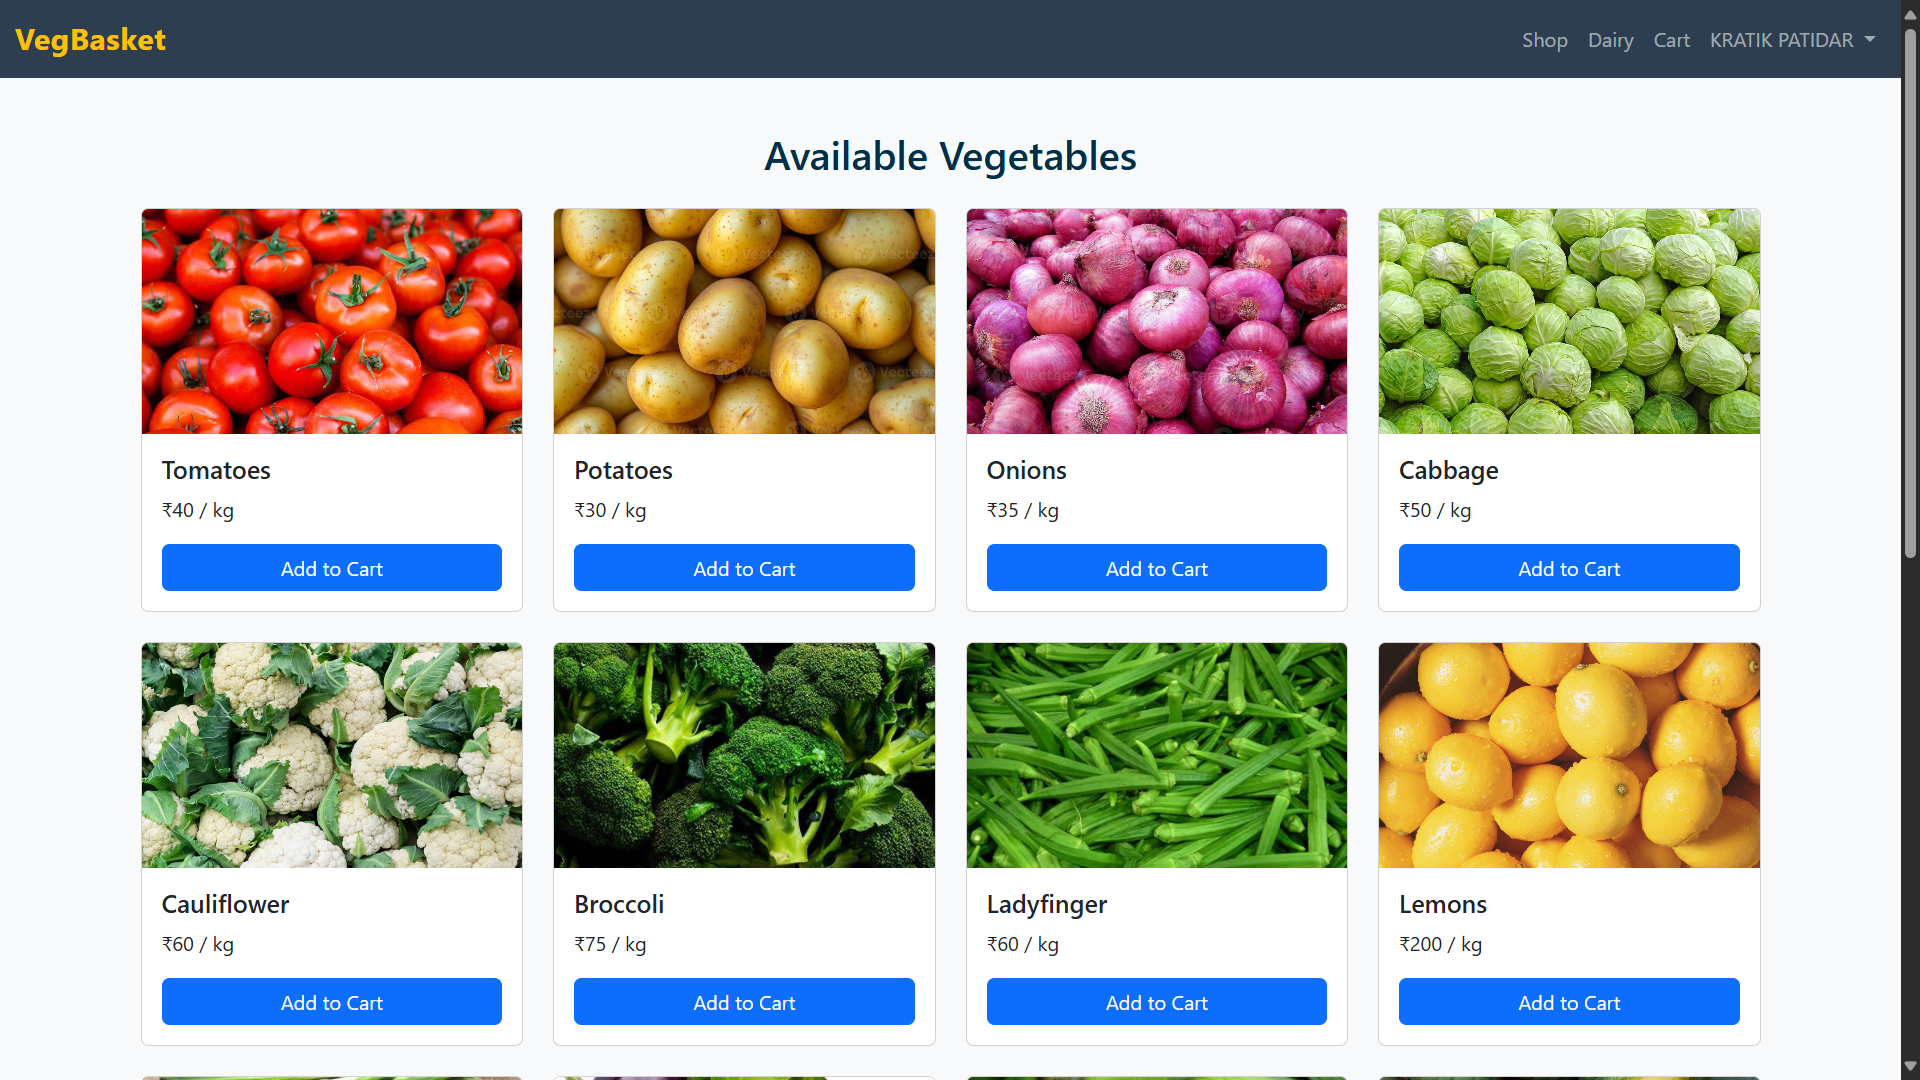 VegBasket
Shop Dairy Cart KRATIK PATIDAR
Available Vegetables
Tomatoes
₹40 / kg
Add to Cart
Potatoes
₹30 / kg
Add to Cart
Onions
₹35 / kg
Add to Cart
Cabbage
₹50 / kg
Add to Cart
Cauliflower
₹60 / kg
Add to Cart
Broccoli
₹75 / kg
Add to Cart
Ladyfinger
₹60 / kg
Add to Cart
Lemons
₹200 / kg
Add to Cart